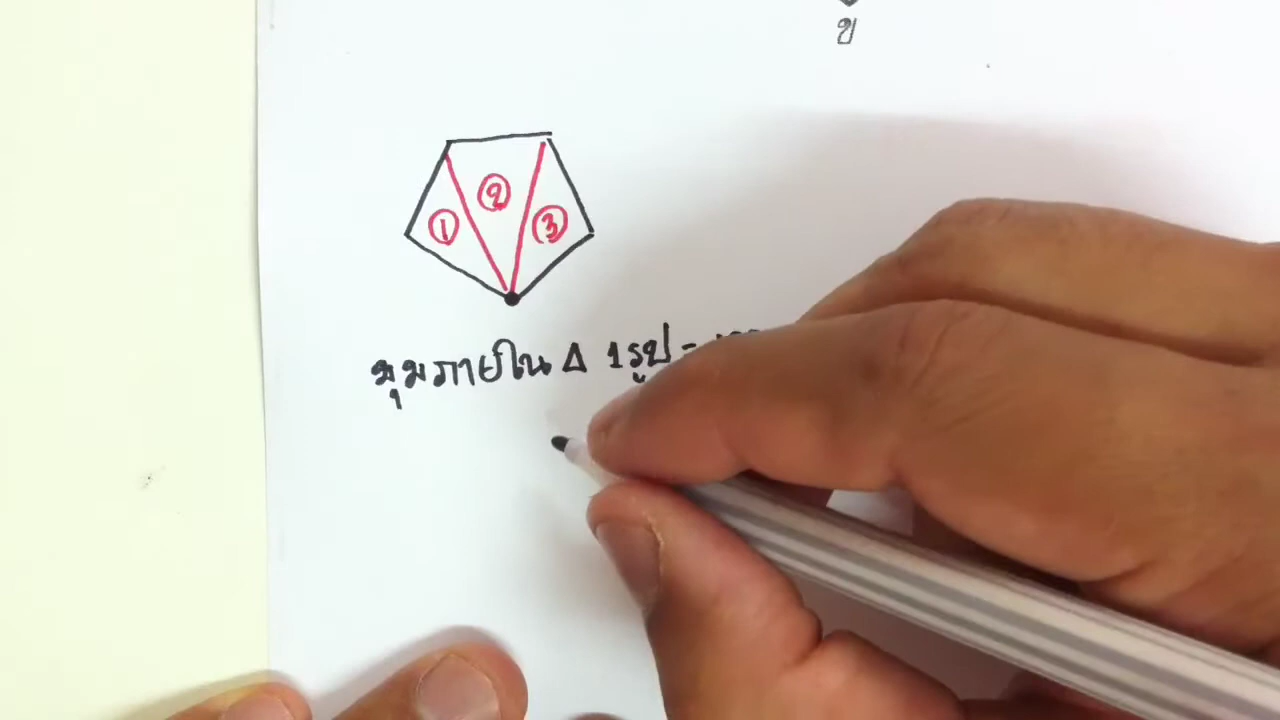 ข
① ② ③
มุมภายใน Δ 1 รูป =